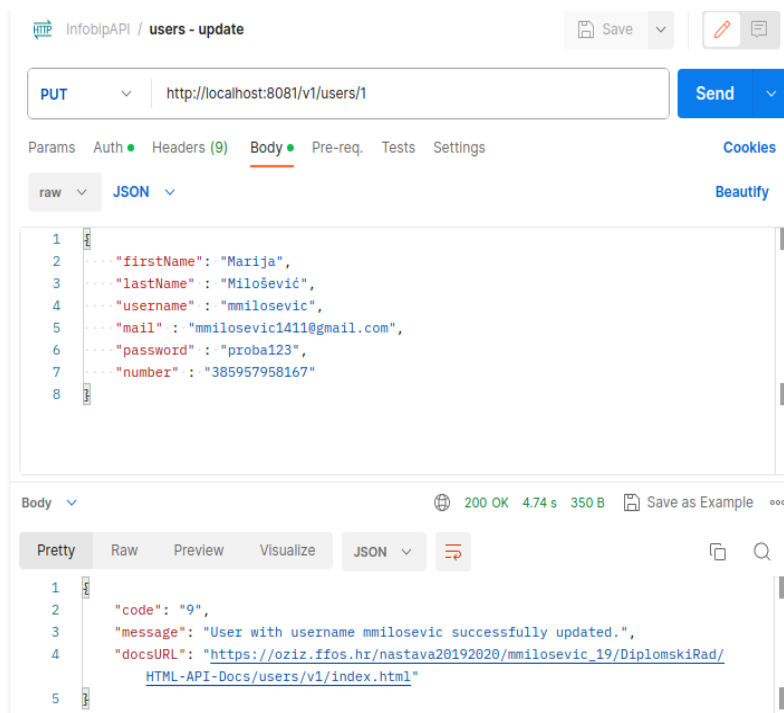 HTTP InfobipAPI / users - update Save
PUT http://localhost:8081/v1/users/1 Send
Params Auth Headers (9) Body Pre-req. Tests Settings Cookies
raw JSON Beautify
1 {
2 "firstName": "Marija",
3 "lastName" : "Milošević",
4 "username" : "mmilosevic",
5 "mail" : "mmilosevic1411@gmail.com",
6 "password" : "proba123",
7 "number" : "385957958167"
8 }
Body 200 OK 4.74 s 350 B Save as Example
Pretty Raw Preview Visualize JSON
1 {
2 "code": "9",
3 "message": "User with username mmilosevic successfully updated.",
4 "docsURL": "https://oziz.ffos.hr/nastava20192020/mmilosevic_19/DiplomskiRad/
HTML-API-Docs/users/v1/index.html"
5 }